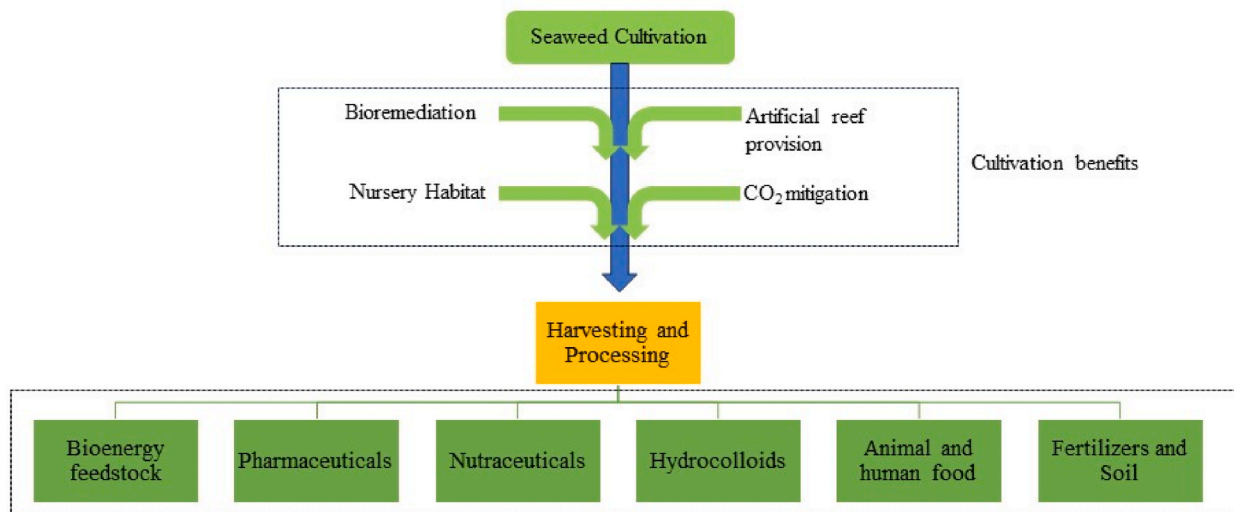 Seaweed Cultivation
Bioremediation
Artificial reef
provision
Nursery Habitat
CO₂ mitigation
Cultivation benefits
Harvesting and
Processing
Bioenergy
feedstock
Pharmaceuticals
Nutraceuticals
Hydrocolloids
Animal and
human food
Fertilizers and
Soil